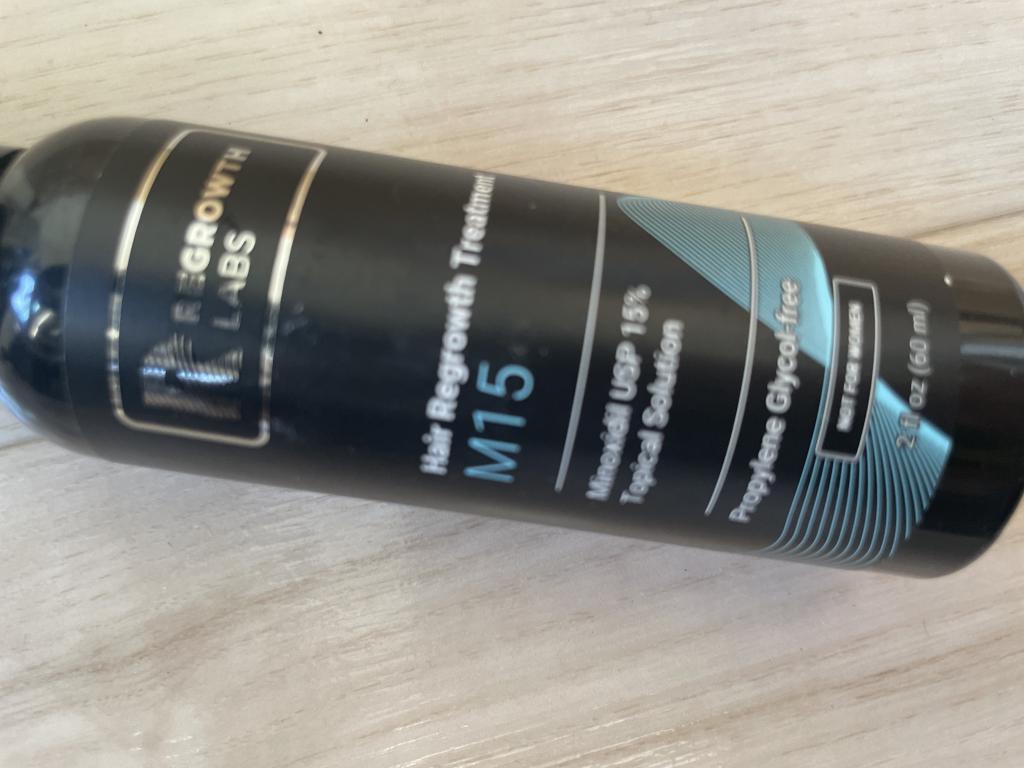 REGROWTH
LABS
Hair Regrowth Treatment
M15
Minoxidil USP 15%
Topical Solution
Propylene Glycol-free
NOT FOR WOMEN
2 fl oz (60 ml)